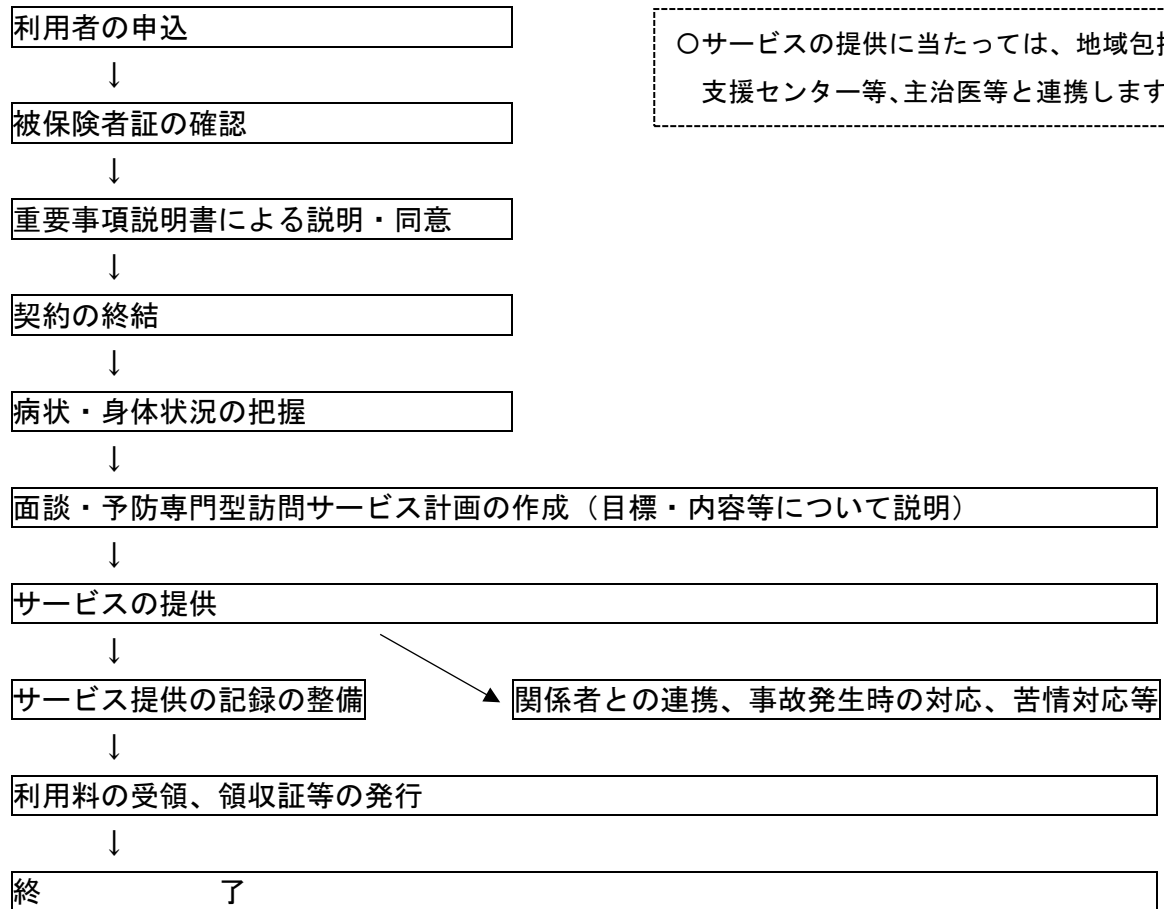 利用者の申込
↓
被保険者証の確認
↓
重要事項説明書による説明・同意
↓
契約の終結
↓
病状・身体状況の把握
↓
面談・予防専門型訪問サービス計画の作成(目標・内容等について説明)
↓
サービスの提供
↓
サービス提供の記録の整備
関係者との連携、事故発生時の対応、苦情対応等
↓
利用料の受領、領収証等の発行
↓
終 了
○サービスの提供に当たっては、地域包
支援センター等、主治医等と連携します